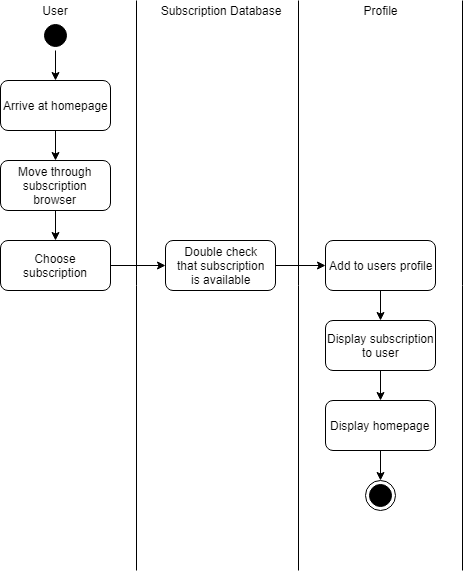 User
Subscription Database
Profile
Arrive at homepage
Move through
subscription
browser
Choose
subscription
Double check
that subscription
is available
Add to users profile
Display subscription
to user
Display homepage